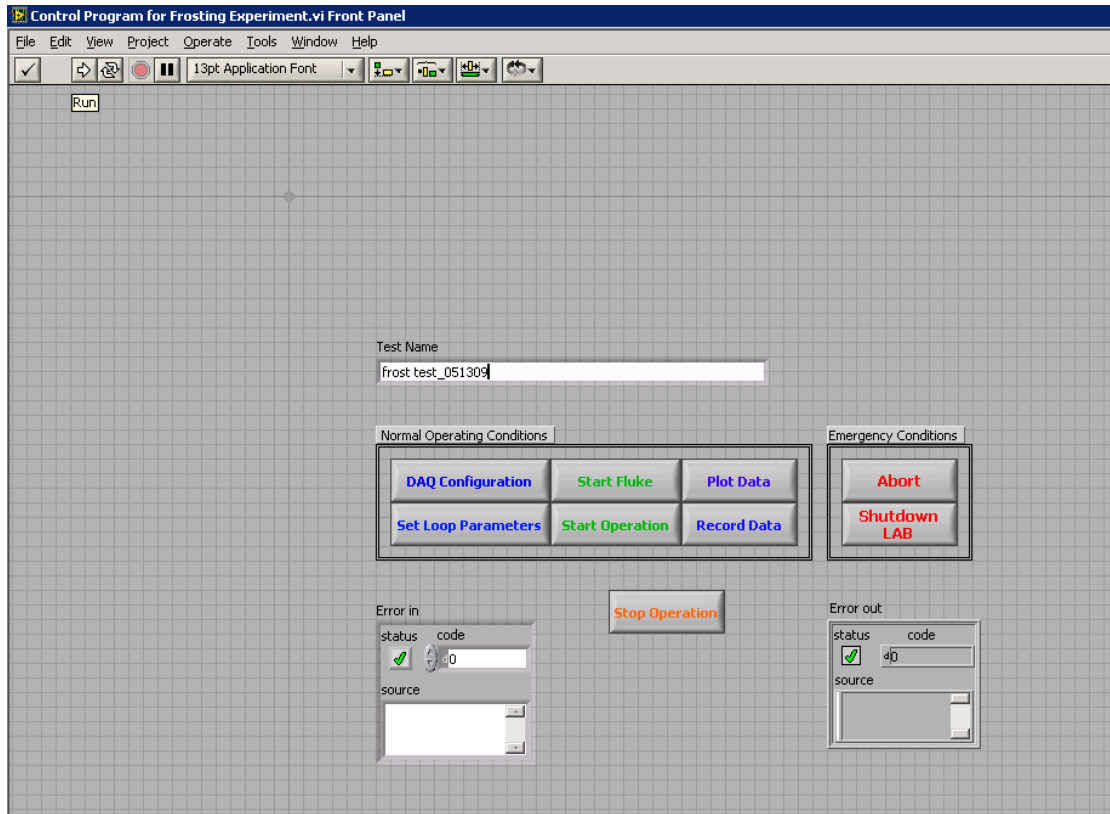 Control Program for Frosting Experiment.vi Front Panel
File Edit View Project Operate Tools Window Help
13pt Application Font
Run
Test Name
frost test_051309
Normal Operating Conditions
Emergency Conditions
DAQ Configuration
Start Fluke
Plot Data
Abort
Set Loop Parameters
Start Operation
Record Data
Shutdown
LAB
Stop Operation
Error in
status code
d0
source
Error out
status code
d0
source